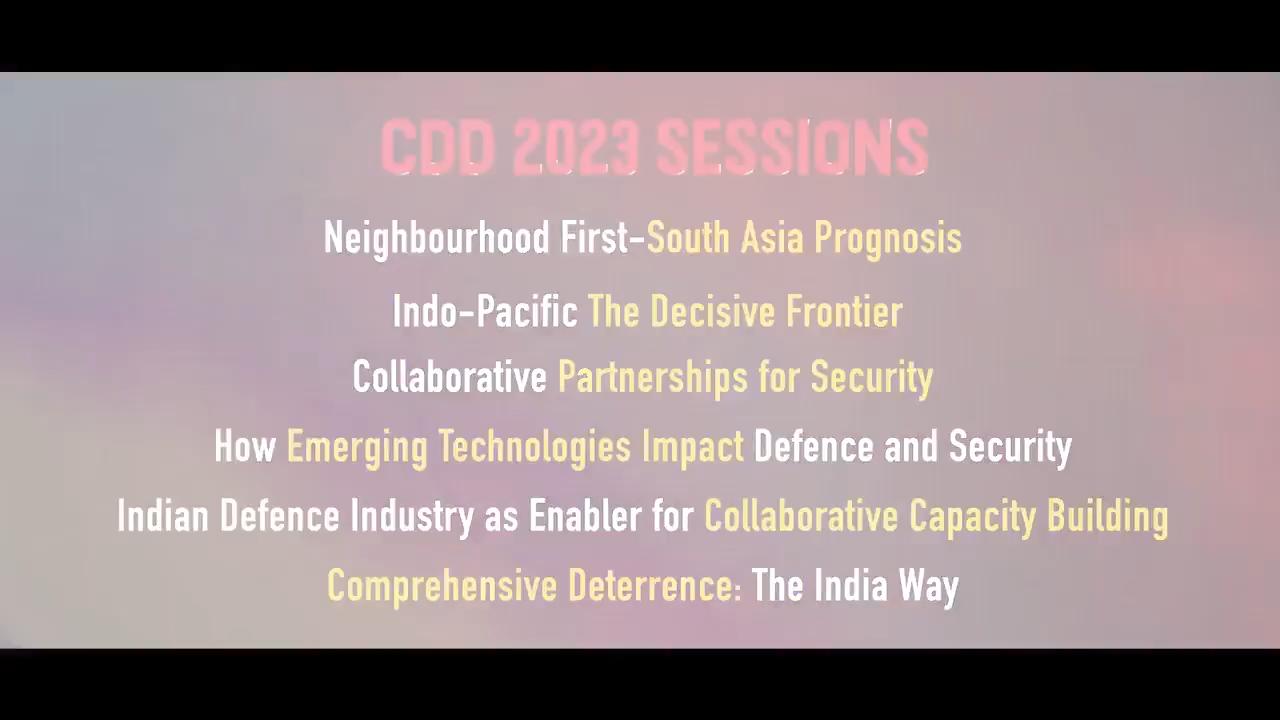 CDD 2023 SESSIONS
Neighbourhood First-South Asia Prognosis
Indo-Pacific The Decisive Frontier
Collaborative Partnerships for Security
How Emerging Technologies Impact Defence and Security
Indian Defence Industry as Enabler for Collaborative Capacity Building
Comprehensive Deterrence: The India Way